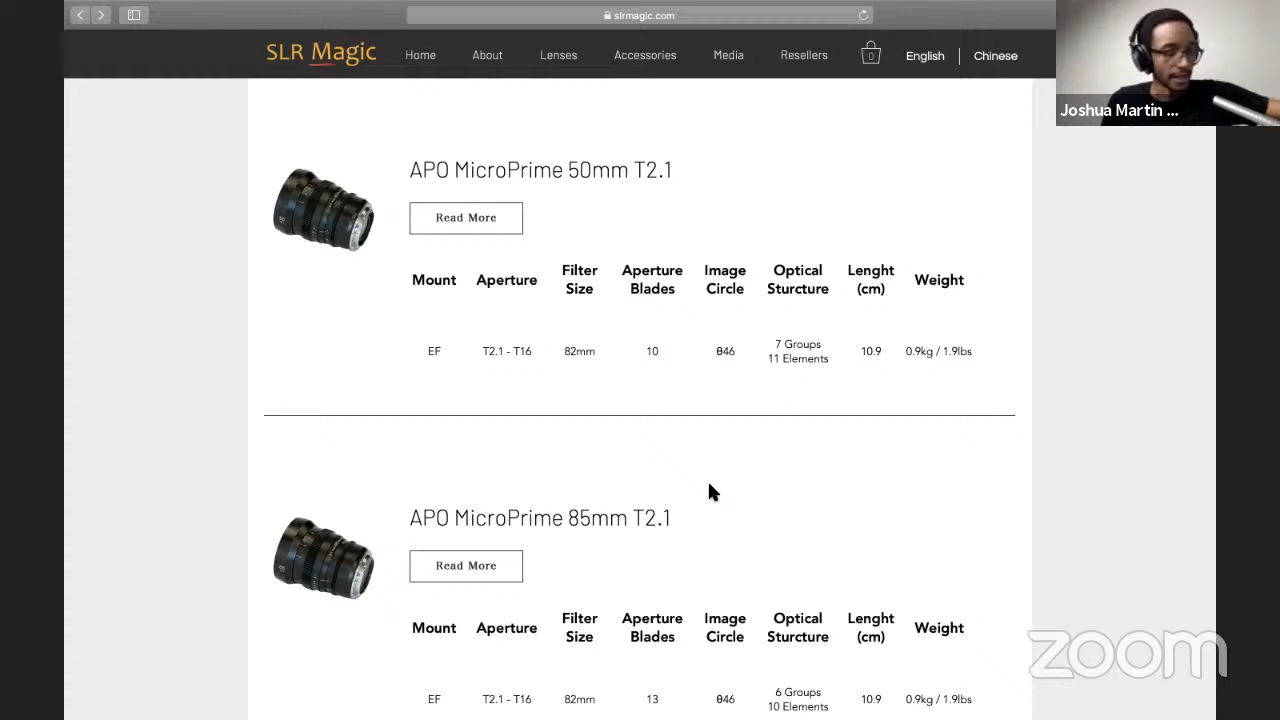 slrmagic.com
SLR Magic Home About Lenses Accessories Media Resellers 0 English Chinese
Joshua Martin ...
APO MicroPrime 50mm T2.1
Read More
Mount Aperture Filter Size Aperture Blades Image Circle Optical Sturcture Lenght (cm) Weight
EF T2.1 - T16 82mm 10 θ46 7 Groups 11 Elements 10.9 0.9kg / 1.9lbs
APO MicroPrime 85mm T2.1
Read More
Mount Aperture Filter Size Aperture Blades Image Circle Optical Sturcture Lenght (cm) Weight
EF T2.1 - T16 82mm 13 θ46 6 Groups 10 Elements 10.9 0.9kg / 1.9lbs
zoom